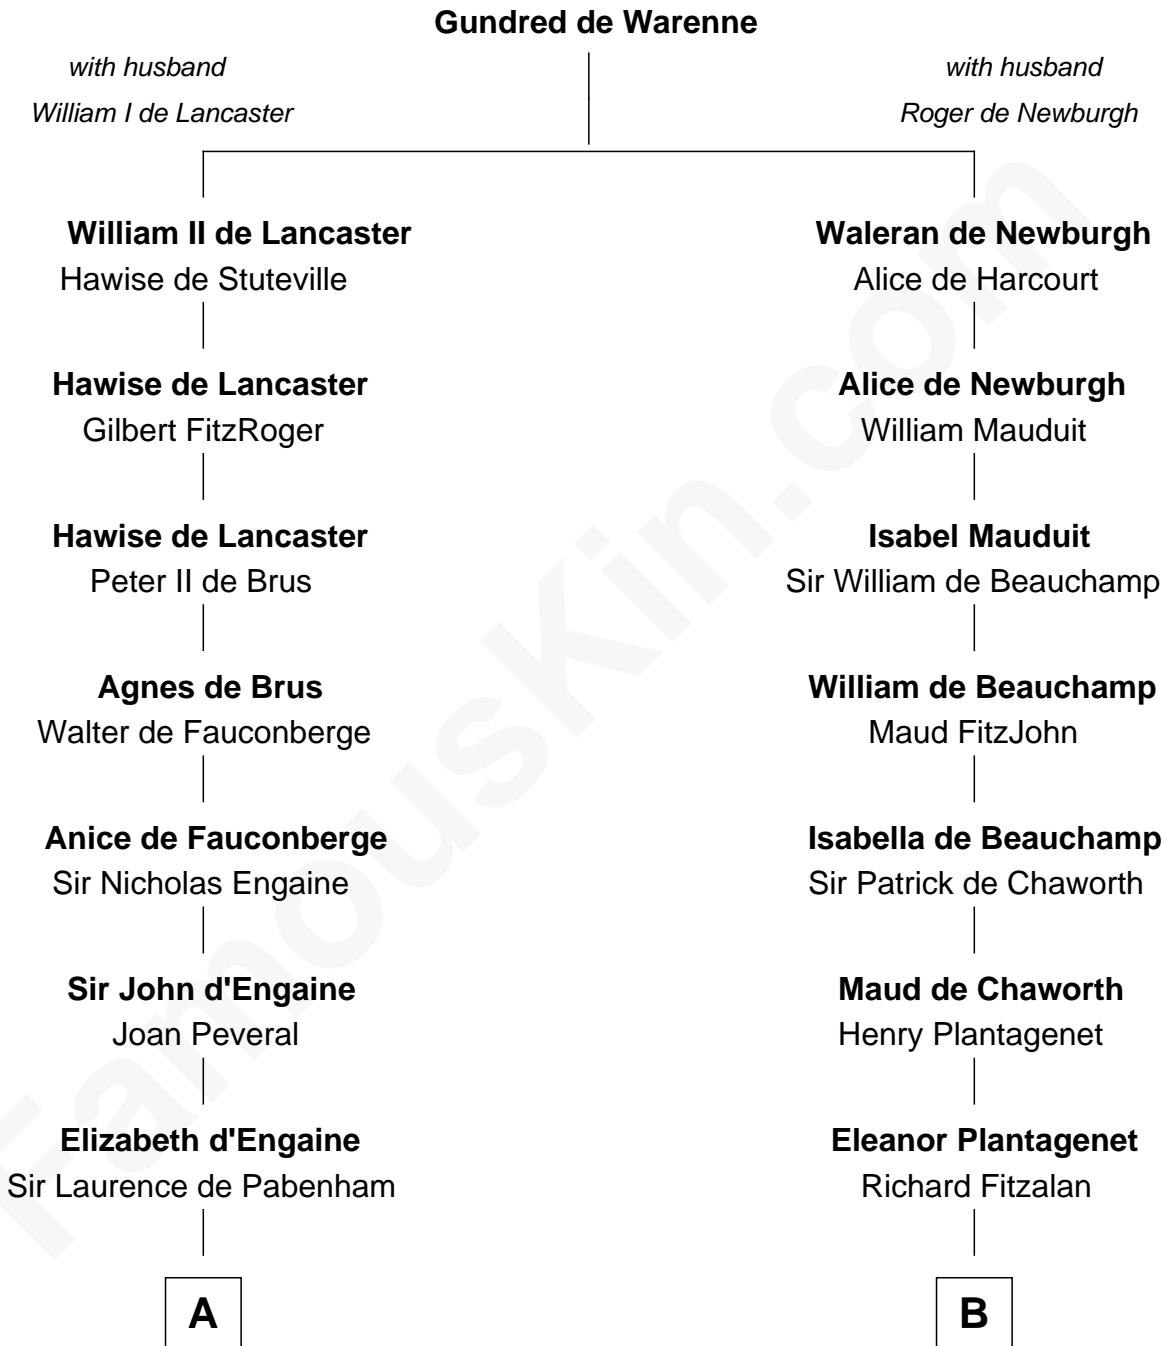 Gundred de Warenne
with husband
William I de Lancaster
with husband
Roger de Newburgh
William II de Lancaster
Hawise de Stuteville
Waleran de Newburgh
Alice de Harcourt
Hawise de Lancaster
Gilbert FitzRoger
Alice de Newburgh
William Mauduit
Hawise de Lancaster
Peter II de Brus
Isabel Mauduit
Sir William de Beauchamp
Agnes de Brus
Walter de Fauconberge
William de Beauchamp
Maud FitzJohn
Anice de Fauconberge
Sir Nicholas Engaine
Isabella de Beauchamp
Sir Patrick de Chaworth
Sir John d'Engaine
Joan Peveral
Maud de Chaworth
Henry Plantagenet
Elizabeth d'Engaine
Sir Laurence de Pabenham
Eleanor Plantagenet
Richard Fitzalan
A
B
FamousKin.com